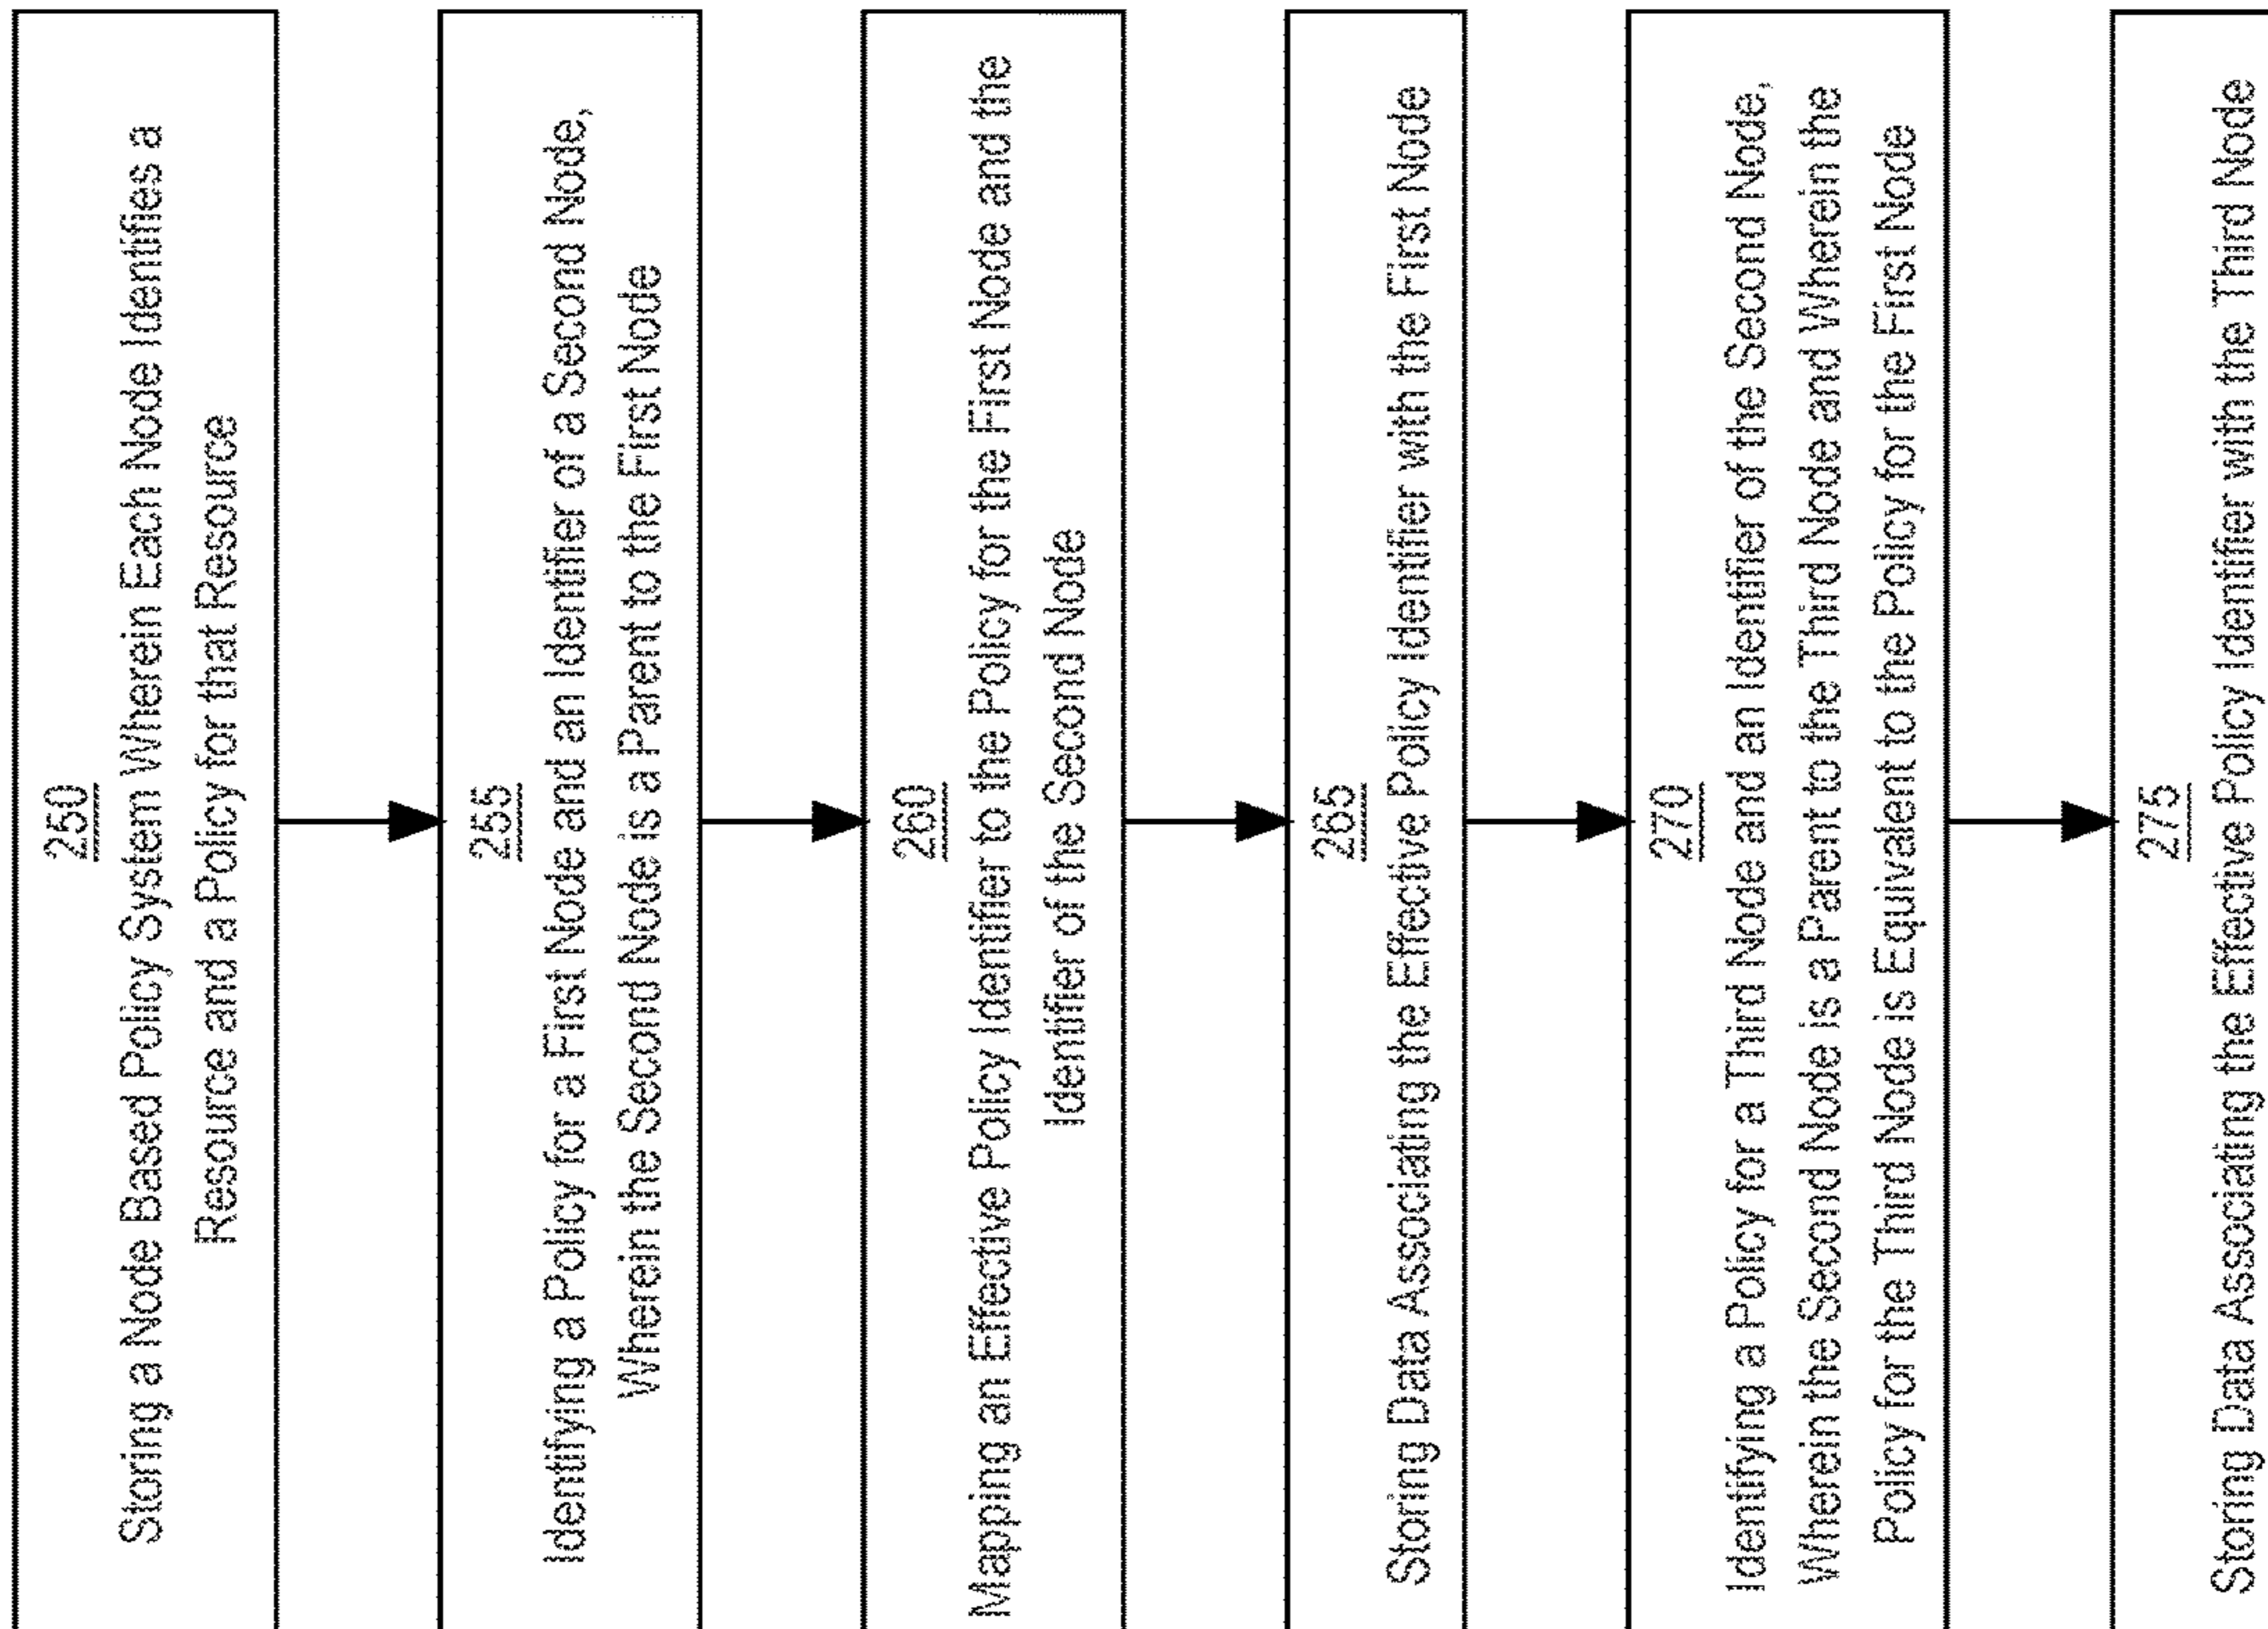 250
Storing a Node Based Policy System Wherein Each Node Identifies a
Resource and a Policy for that Resource
255
Identifying a Policy for a First Node and an Identifier of a Second Node,
Wherein the Second Node is a Parent to the First Node
260
Mapping an Effective Policy Identifier to the Policy for the First Node and the
Identifier of the Second Node
265
Storing Data Associating the Effective Policy Identifier with the First Node
270
Identifying a Policy for a Third Node and an Identifier of the Second Node,
Wherein the Second Node is a Parent to the Third Node and Wherein the
Policy for the Third Node is Equivalent to the Policy for the First Node
275
Storing Data Associating the Effective Policy Identifier with the Third Node